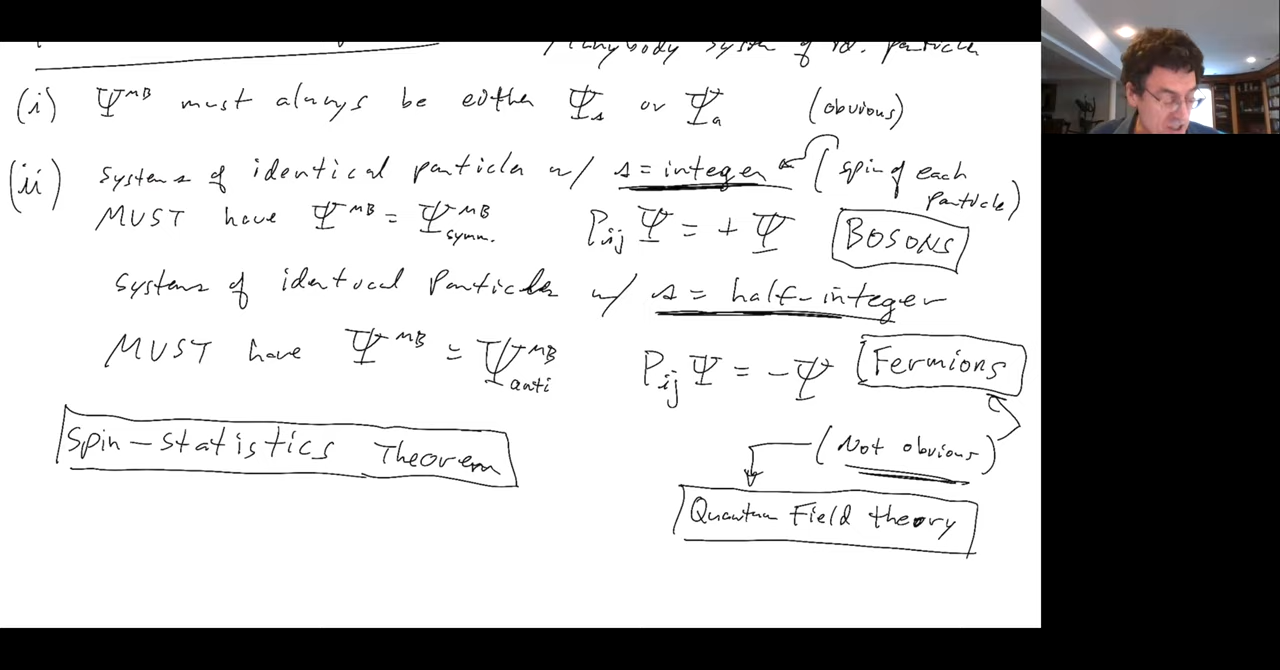 Manybody system of id. particle
(i) Ψ^MB must always be either Ψ_s or Ψ_a (obvious)
(ii) systems of identical particles w/ s = integer (spin of each particle)
MUST have Ψ^MB = Ψ^MB_symm. P_ij Ψ = + Ψ BOSONS
systems of identical particles w/ s = half-integer
MUST have Ψ^MB = Ψ^MB_anti P_ij Ψ = - Ψ Fermions
(Not obvious)
Spin-Statistics Theorem
Quantum Field theory